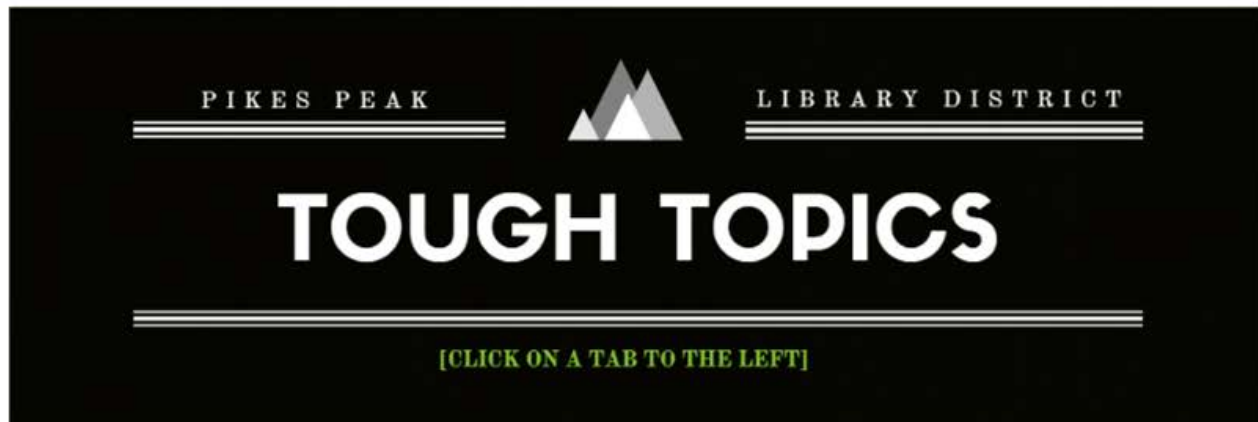 PIKES PEAK
LIBRARY DISTRICT
TOUGH TOPICS
[CLICK ON A TAB TO THE LEFT]